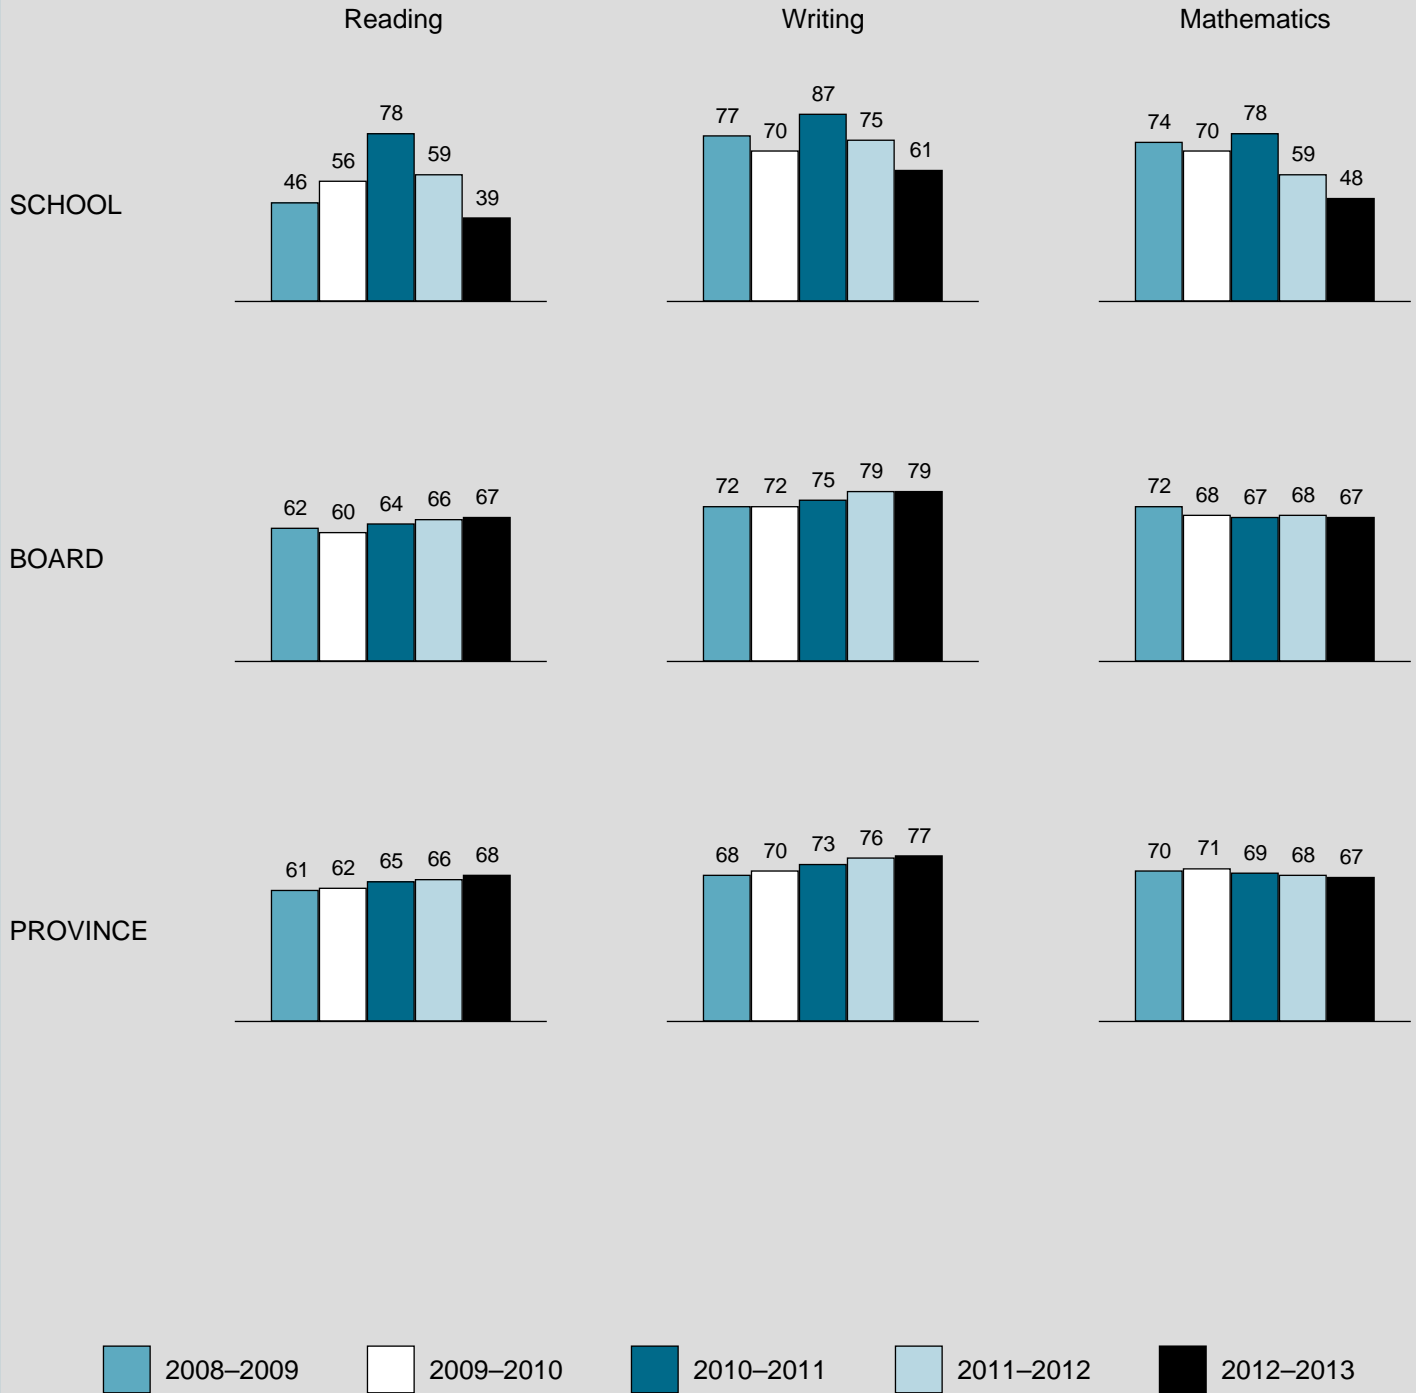 Reading Writing Mathematics
SCHOOL
46 56 78 59 39
77 70 87 75 61
74 70 78 59 48
BOARD
62 60 64 66 67
72 72 75 79 79
72 68 67 68 67
PROVINCE
61 62 65 66 68
68 70 73 76 77
70 71 69 68 67
2008–2009 2009–2010 2010–2011 2011–2012 2012–2013